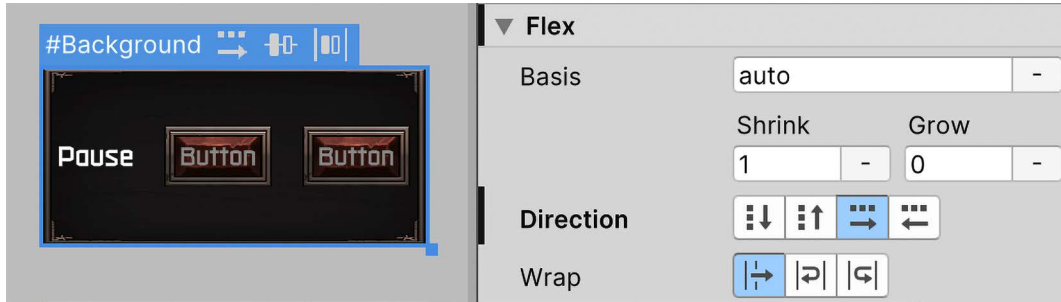 #Background
Pause Button Button
Flex
Basis auto -
Shrink Grow
1 - 0 -
Direction
Wrap